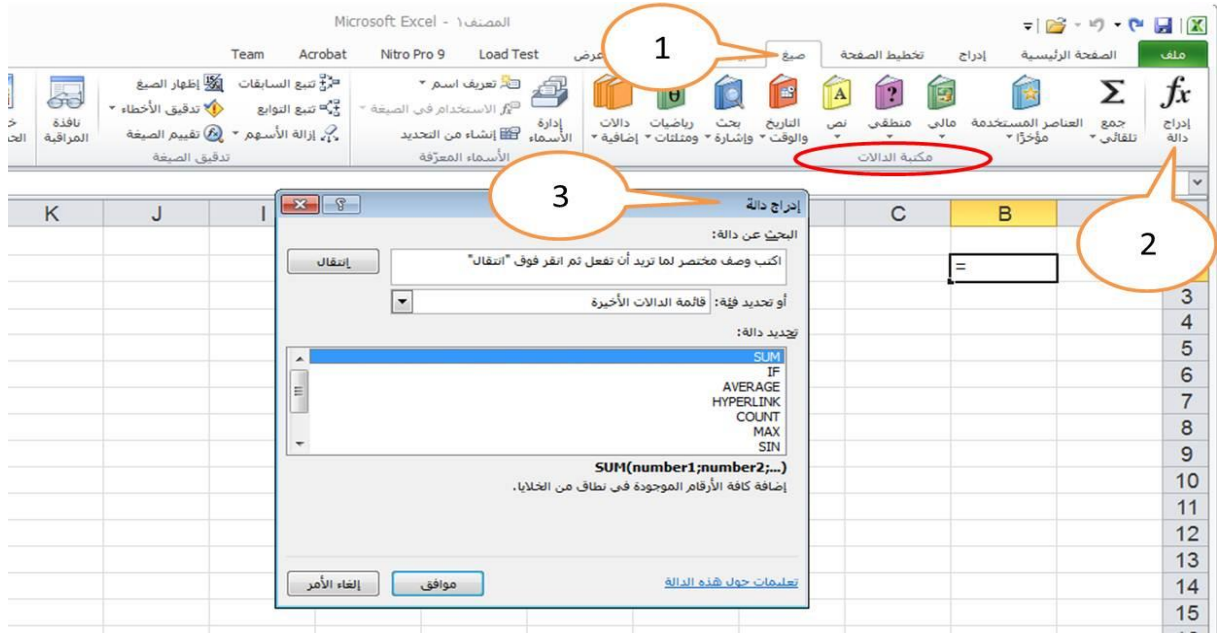 المصنف١ - Microsoft Excel
ملف
الصفحة الرئيسية
إدراج
تخطيط الصفحة
صيغ
عرض
Load Test
Nitro Pro 9
Acrobat
Team
1
إدراج دالة
جمع تلقائي
العناصر المستخدمة مؤخرًا
مالي
منطقي
نص
التاريخ والوقت
بحث وإشارة
رياضيات ومثلثات
دالات إضافية
مكتبة الدالات
إدارة الأسماء
تعريف اسم
الاستخدام في الصيغة
إنشاء من التحديد
الأسماء المعرّفة
تتبع السابقات
تتبع التوابع
إزالة الأسهم
إظهار الصيغ
تدقيق الأخطاء
تقييم الصيغة
تدقيق الصيغة
نافذة المراقبة
2
3
B
C
I
J
K
=
3
4
5
6
7
8
9
10
11
12
13
14
15
إدراج دالة
البحث عن دالة:
اكتب وصف مختصر لما تريد أن تفعل ثم انقر فوق "انتقال"
إنتقال
أو تحديد فئة: قائمة الدالات الأخيرة
تحديد دالة:
SUM
IF
AVERAGE
HYPERLINK
COUNT
MAX
SIN
SUM(number1;number2;...)
إضافة كافة الأرقام الموجودة في نطاق من الخلايا.
تعليمات حول هذه الدالة
موافق
إلغاء الأمر